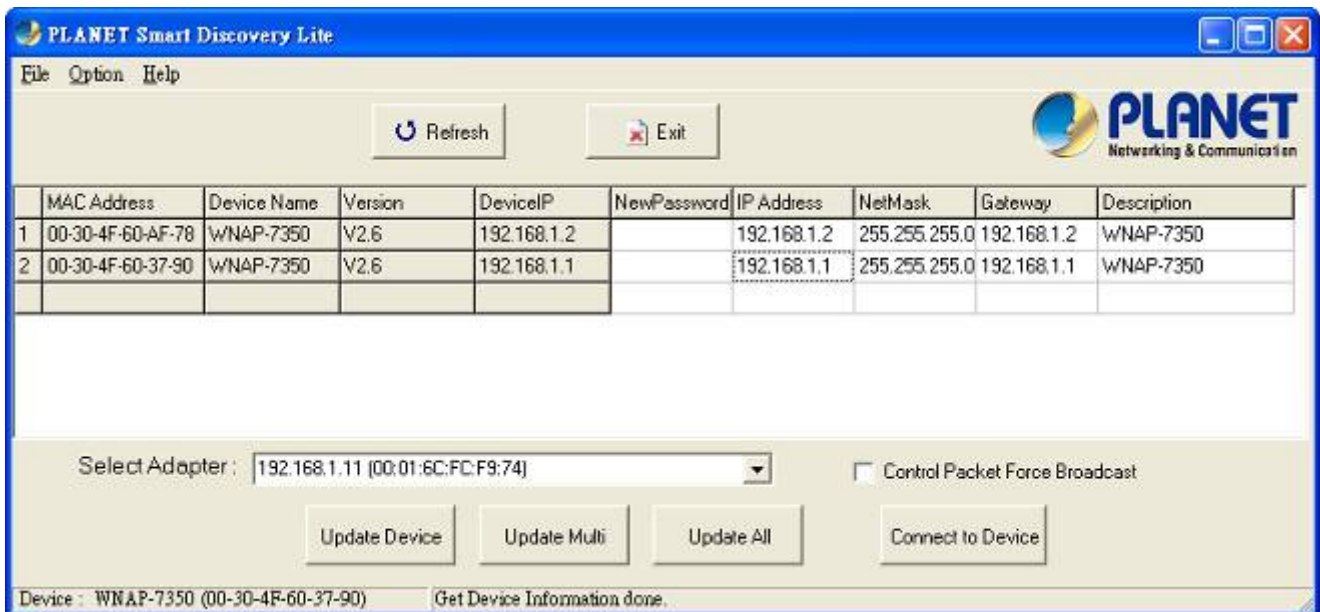 PLANET Smart Discovery Lite
File Option Help
Refresh Exit
PLANET
Networking & Communication
MAC Address Device Name Version DeviceIP NewPassword IP Address NetMask Gateway Description
1 00-30-4F-60-AF-78 WNAP-7350 V2.6 192.168.1.2 192.168.1.2 255.255.255.0 192.168.1.2 WNAP-7350
2 00-30-4F-60-37-90 WNAP-7350 V2.6 192.168.1.1 192.168.1.1 255.255.255.0 192.168.1.1 WNAP-7350
Select Adapter : 192.168.1.11 (00:01:6C:FC:F9:74) Control Packet Force Broadcast
Update Device Update Multi Update All Connect to Device
Device : WNAP-7350 (00-30-4F-60-37-90) Get Device Information done.